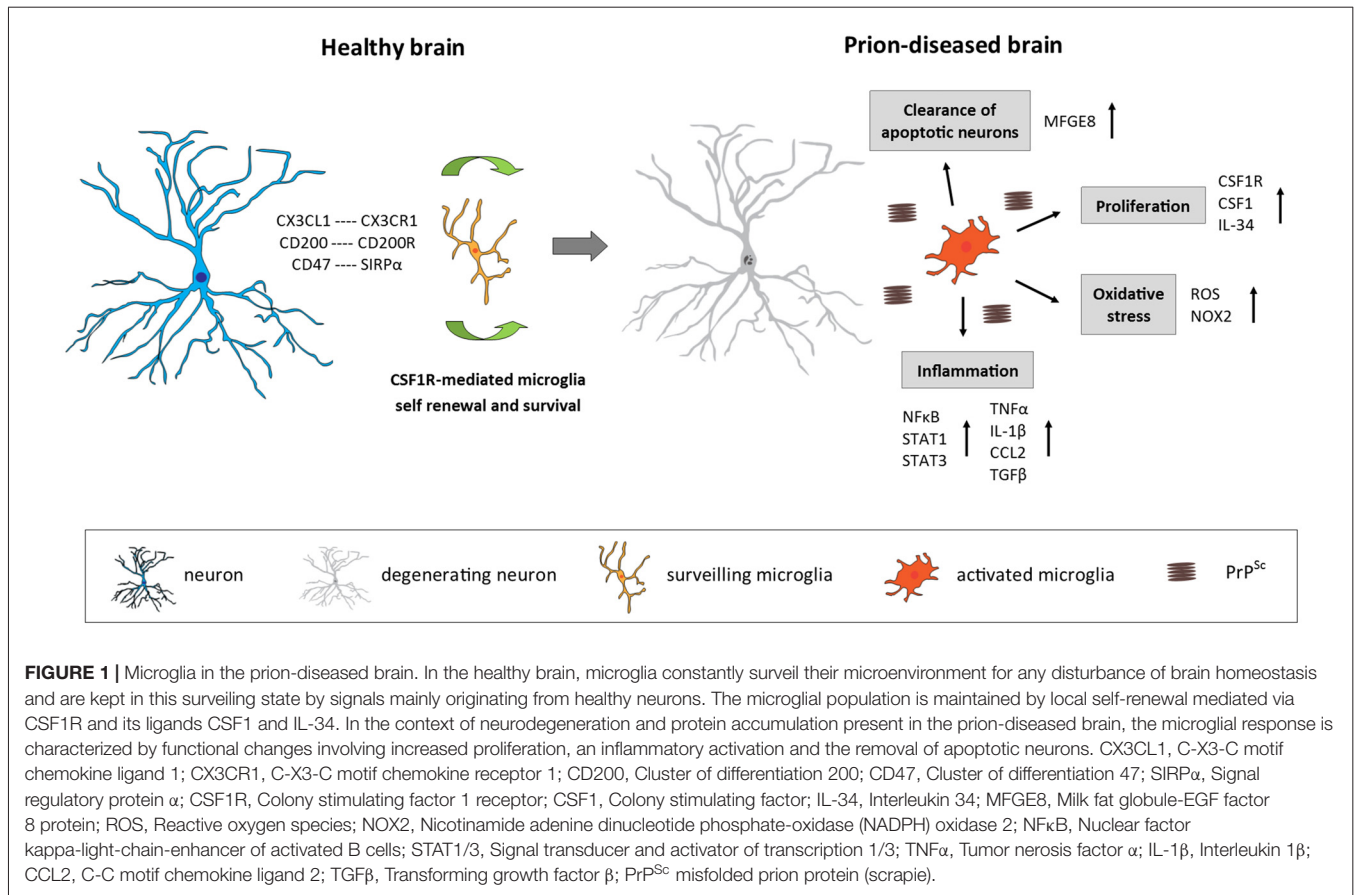 Healthy brain
Prion-diseased brain
Clearance of
apoptotic neurons
MFGE8
CX3CL1 ---- CX3CR1
CD200 ---- CD200R
CD47 ---- SIRPα
CSF1R-mediated microglia
self renewal and survival
Proliferation
CSF1R
CSF1
IL-34
Oxidative
stress
ROS
NOX2
Inflammation
NFκB
STAT1
STAT3
TNFα
IL-1β
CCL2
TGFβ
neuron
degenerating neuron
surveilling microglia
activated microglia
PrPSc
FIGURE 1 | Microglia in the prion-diseased brain. In the healthy brain, microglia constantly surveil their microenvironment for any disturbance of brain homeostasis
and are kept in this surveiling state by signals mainly originating from healthy neurons. The microglial population is maintained by local self-renewal mediated via
CSF1R and its ligands CSF1 and IL-34. In the context of neurodegeneration and protein accumulation present in the prion-diseased brain, the microglial response is
characterized by functional changes involving increased proliferation, an inflammatory activation and the removal of apoptotic neurons. CX3CL1, C-X3-C motif
chemokine ligand 1; CX3CR1, C-X3-C motif chemokine receptor 1; CD200, Cluster of differentiation 200; CD47, Cluster of differentiation 47; SIRPα, Signal
regulatory protein α; CSF1R, Colony stimulating factor 1 receptor; CSF1, Colony stimulating factor; IL-34, Interleukin 34; MFGE8, Milk fat globule-EGF factor
8 protein; ROS, Reactive oxygen species; NOX2, Nicotinamide adenine dinucleotide phosphate-oxidase (NADPH) oxidase 2; NFκB, Nuclear factor
kappa-light-chain-enhancer of activated B cells; STAT1/3, Signal transducer and activator of transcription 1/3; TNFα, Tumor nerosis factor α; IL-1β, Interleukin 1β;
CCL2, C-C motif chemokine ligand 2; TGFβ, Transforming growth factor β; PrPSc misfolded prion protein (scrapie).